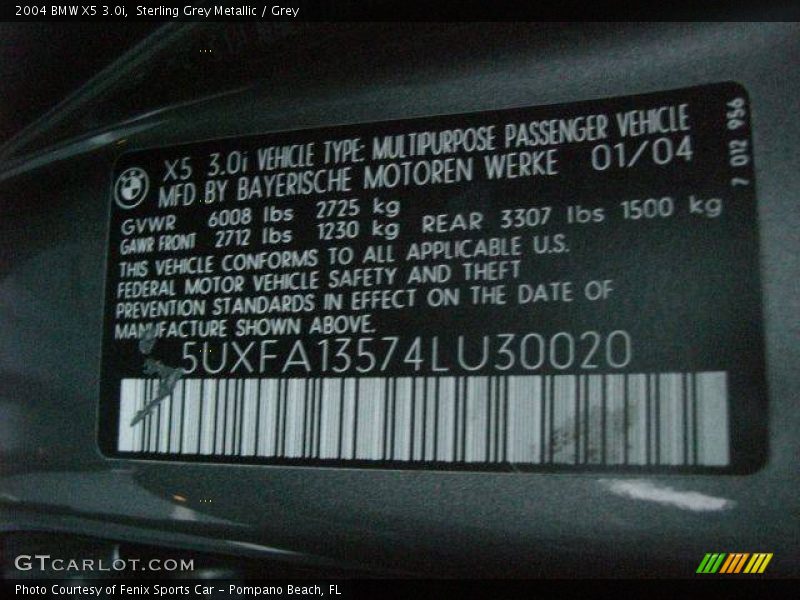 2004 BMW X5 3.0i, Sterling Grey Metallic / Grey
X5 3.0i VEHICLE TYPE: MULTIPURPOSE PASSENGER VEHICLE
MFD BY BAYERISCHE MOTOREN WERKE 01/04
GVWR 6008 lbs 2725 kg
GAWR FRONT 2712 lbs 1230 kg REAR 3307 lbs 1500 kg
THIS VEHICLE CONFORMS TO ALL APPLICABLE U.S.
FEDERAL MOTOR VEHICLE SAFETY AND THEFT
PREVENTION STANDARDS IN EFFECT ON THE DATE OF
MANUFACTURE SHOWN ABOVE.
5UXFA13574LU30020
7 012 956
BMW
GTCARLOT.COM
Photo Courtesy of Fenix Sports Car - Pompano Beach, FL